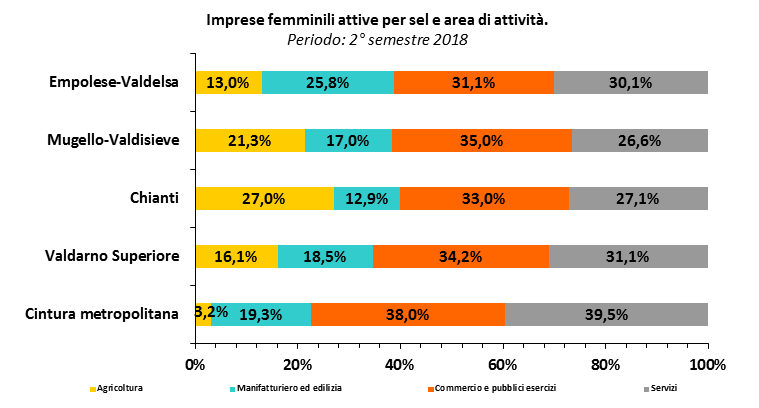 Imprese femminili attive per sel e area di attività.
Periodo: 2° semestre 2018
Empolese-Valdelsa 13,0% 25,8% 31,1% 30,1%
Mugello-Valdisieve 21,3% 17,0% 35,0% 26,6%
Chianti 27,0% 12,9% 33,0% 27,1%
Valdarno Superiore 16,1% 18,5% 34,2% 31,1%
Cintura metropolitana 3,2% 19,3% 38,0% 39,5%
0% 20% 40% 60% 80% 100%
Agricoltura Manifatturiero ed edilizia Commercio e pubblici esercizi Servizi